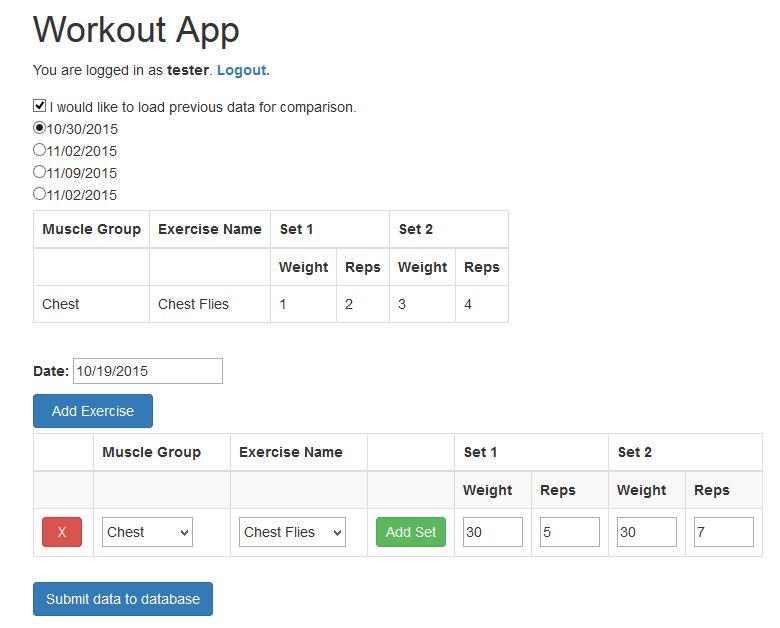 Workout App
You are logged in as tester. Logout.
I would like to load previous data for comparison.
10/30/2015
11/02/2015
11/09/2015
11/02/2015
Muscle Group Exercise Name Set 1 Set 2
Weight Reps Weight Reps
Chest Chest Flies 1 2 3 4
Date: 10/19/2015
Add Exercise
Muscle Group Exercise Name Set 1 Set 2
Weight Reps Weight Reps
X Chest Chest Flies Add Set 30 5 30 7
Submit data to database